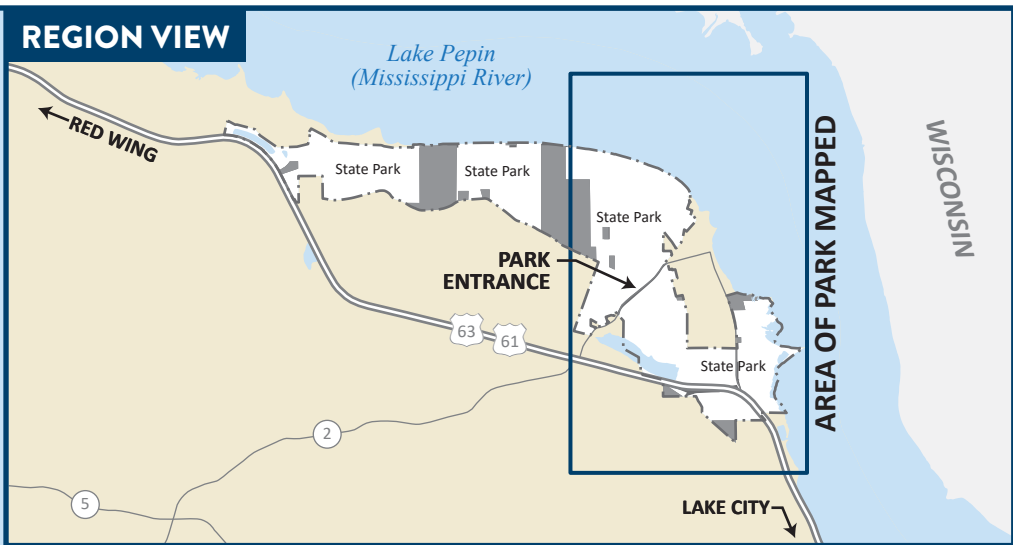 REGION VIEW
Lake Pepin
(Mississippi River)
RED WING
WISCONSIN
AREA OF PARK MAPPED
State Park
State Park
State Park
PARK
ENTRANCE
63
61
State Park
2
5
LAKE CITY